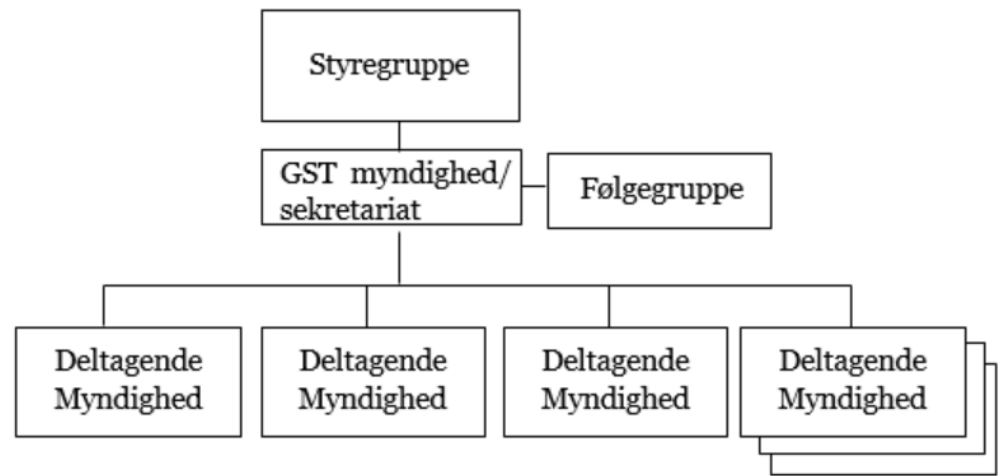 Styregruppe
GST myndighed/
sekretariat
Følgegruppe
Deltagende
Myndighed
Deltagende
Myndighed
Deltagende
Myndighed
Deltagende
Myndighed